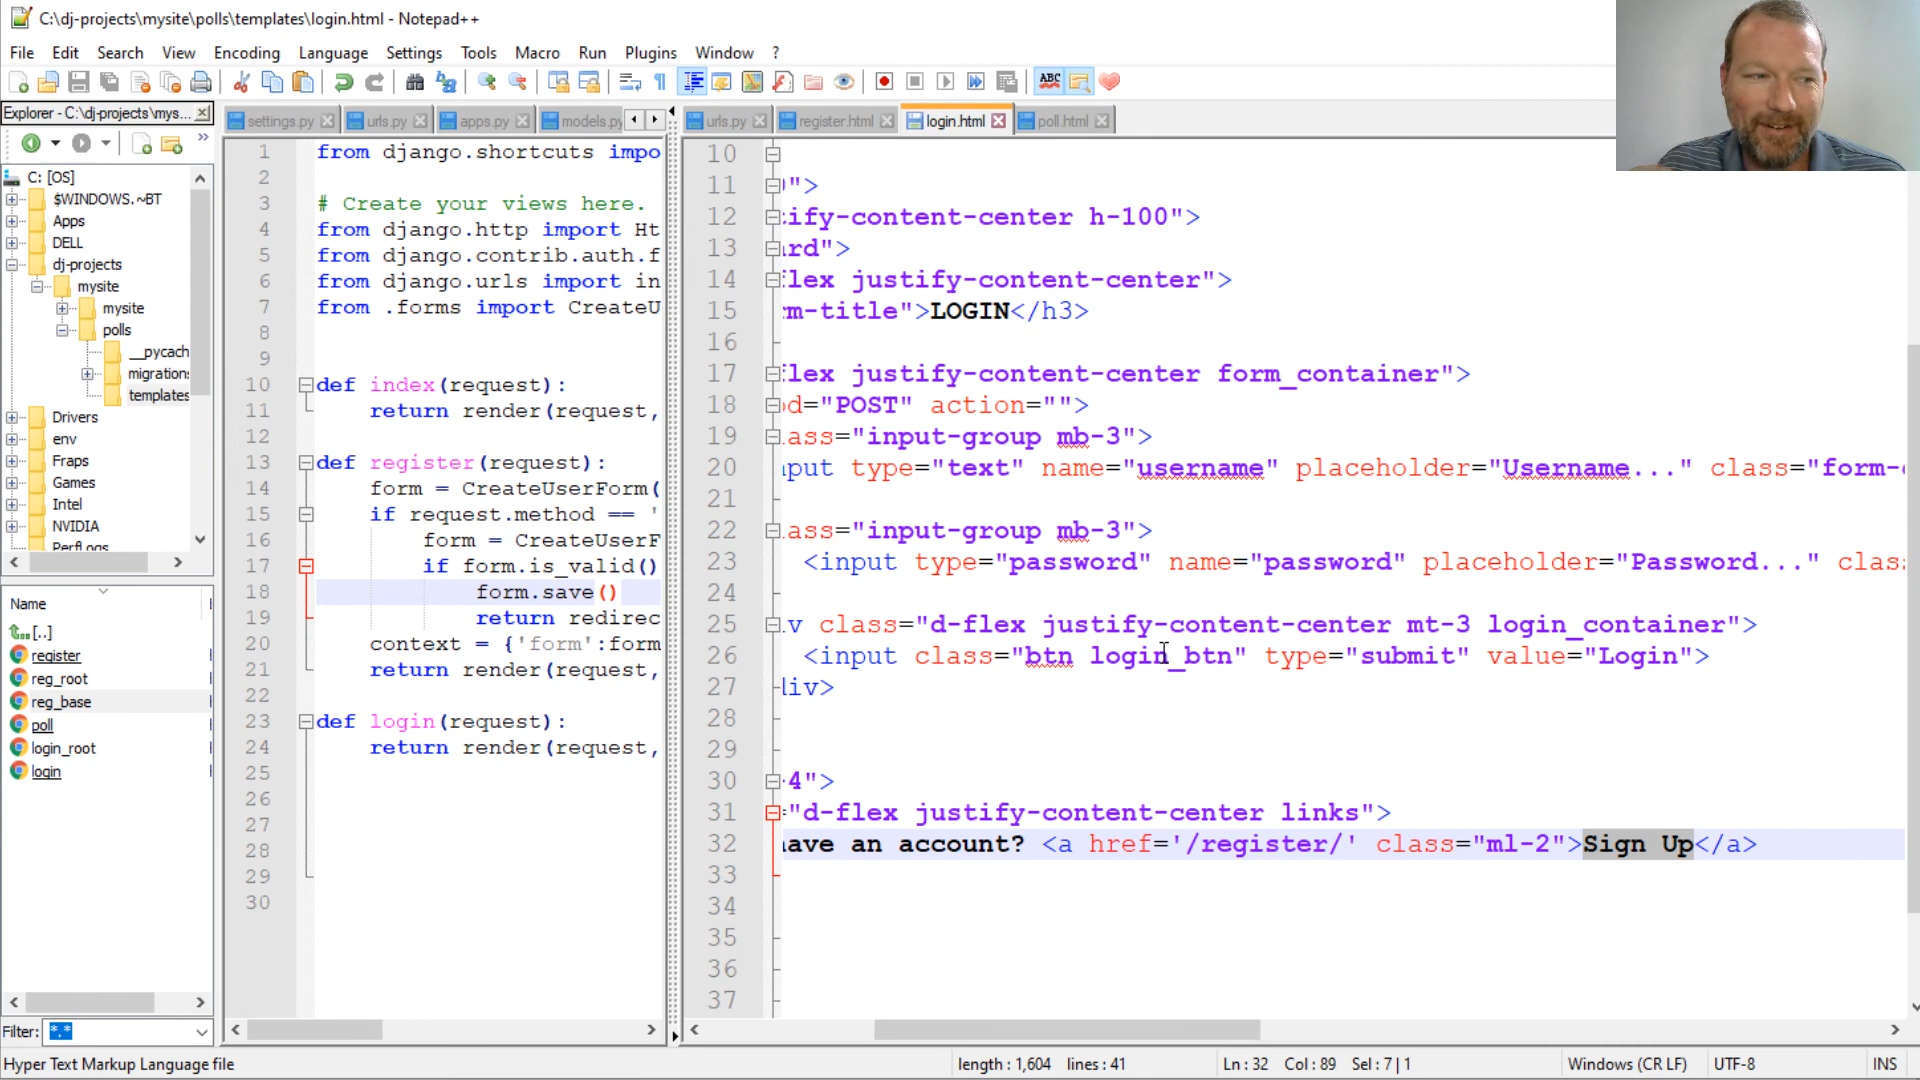 C:\dj-projects\mysite\polls\templates\login.html - Notepad++
File Edit Search View Encoding Language Settings Tools Macro Run Plugins Window ?
ABC
Explorer - C:\dj-projects\mys...
settings.py
urls.py
apps.py
models.py
urls.py
register.html
login.html
poll.html
C: [OS]
$WINDOWS.~BT
Apps
DELL
dj-projects
mysite
mysite
polls
__pycach
migrations
templates
Drivers
env
Fraps
Games
Intel
NVIDIA
PerfLogs
Name
[..]
register
reg_root
reg_base
poll
login_root
login
Filter: *.*
1 from django.shortcuts impo
2
3 # Create your views here.
4 from django.http import Ht
5 from django.contrib.auth.f
6 from django.urls import in
7 from .forms import CreateU
8
9
10 def index(request):
11 return render(request,
12
13 def register(request):
14 form = CreateUserForm(
15 if request.method == '
16 form = CreateUserF
17 if form.is_valid()
18 form.save()
19 return redirec
20 context = {'form':form
21 return render(request,
22
23 def login(request):
24 return render(request,
25
26
27
28
29
30
10
11 ">
12 ify-content-center h-100">
13 rd">
14 flex justify-content-center">
15 rm-title">LOGIN</h3>
16
17 flex justify-content-center form_container">
18 od="POST" action="">
19 lass="input-group mb-3">
20 nput type="text" name="username" placeholder="Username..." class="form-
21
22 lass="input-group mb-3">
23 <input type="password" name="password" placeholder="Password..." clas
24
25 iv class="d-flex justify-content-center mt-3 login_container">
26 <input class="btn login_btn" type="submit" value="Login">
27 div>
28
29
30 -4">
31 ="d-flex justify-content-center links">
32 have an account? <a href='/register/' class="ml-2">Sign Up</a>
33
34
35
36
37
Hyper Text Markup Language file length : 1,604 lines : 41 Ln : 32 Col : 89 Sel : 7 | 1 Windows (CR LF) UTF-8 INS